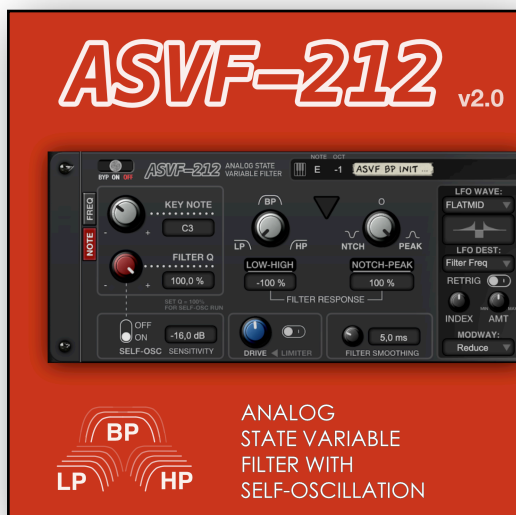 ASVF-212
v2.0
BYP ON OFF
ASVF-212
ANALOG STATE
VARIABLE FILTER
NOTE OCT
E -1
ASVF BP INIT ...
FREQ
NOTE
KEY NOTE
- +
C3
FILTER Q
- +
100,0 %
SET Q = 100%
FOR SELF-OSC RUN
BP
LP HP
LOW-HIGH
-100 %
O
NTCH PEAK
NOTCH-PEAK
100 %
FILTER RESPONSE
LFO WAVE:
FLATMID
LFO DEST:
Filter Freq
RETRIG
INDEX AMT
MODWAY:
Reduce
OFF
ON
-16,0 dB
SELF-OSC SENSITIVITY
DRIVE LIMITER
5,0 ms
FILTER SMOOTHING
BP
LP HP
ANALOG
STATE VARIABLE
FILTER WITH
SELF-OSCILLATION